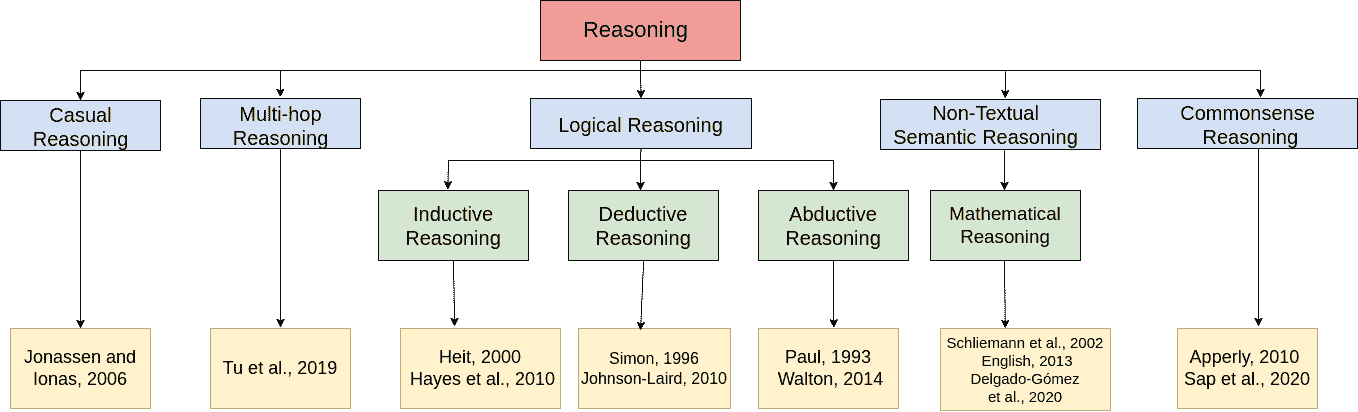 Reasoning
Casual
Reasoning
Multi-hop
Reasoning
Logical Reasoning
Non-Textual
Semantic Reasoning
Commonsense
Reasoning
Inductive
Reasoning
Deductive
Reasoning
Abductive
Reasoning
Mathematical
Reasoning
Jonassen and
Ionas, 2006
Tu et al., 2019
Heit, 2000
Hayes et al., 2010
Simon, 1996
Johnson-Laird, 2010
Paul, 1993
Walton, 2014
Schliemann et al., 2002
English, 2013
Delgado-Gómez
et al., 2020
Apperly, 2010
Sap et al., 2020